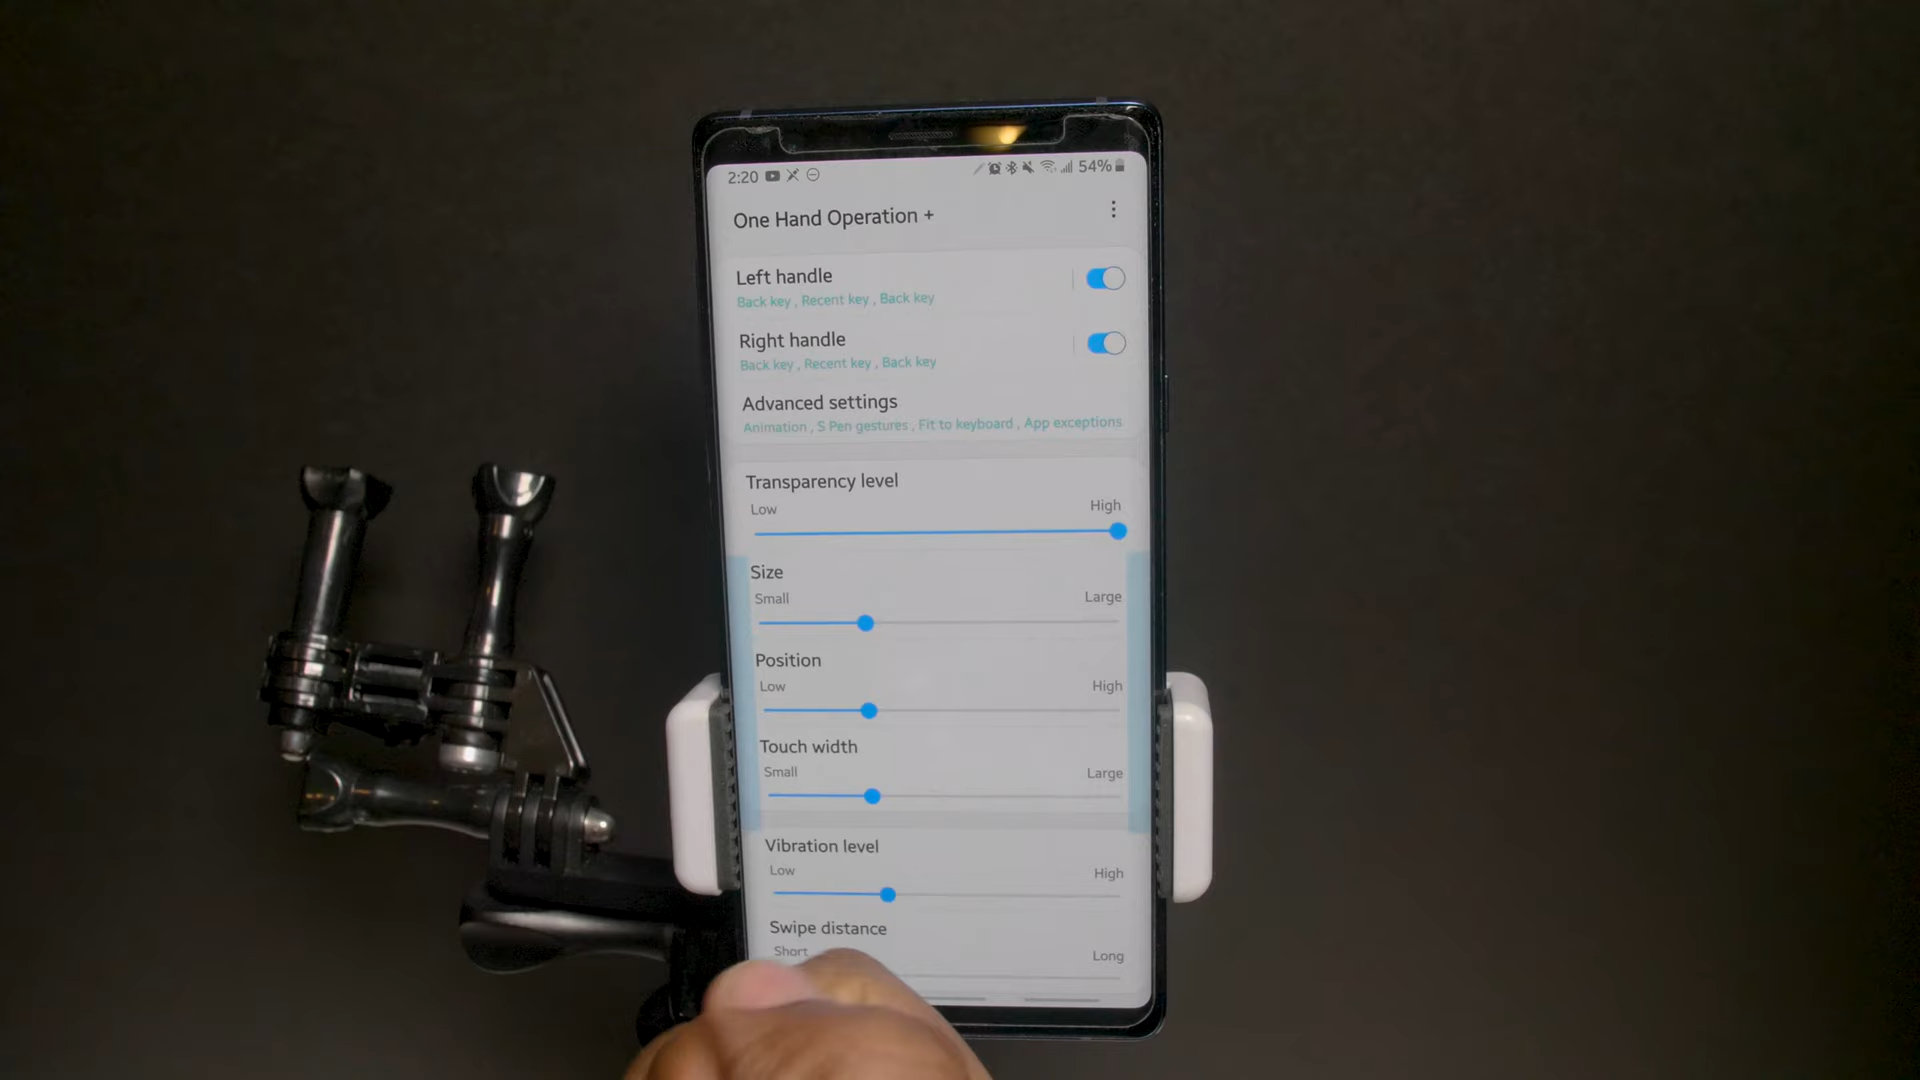 2:20 54%
One Hand Operation +
Left handle
Back key , Recent key , Back key
Right handle
Back key , Recent key , Back key
Advanced settings
Animation , S Pen gestures , Fit to keyboard , App exceptions
Transparency level
Low High
Size
Small Large
Position
Low High
Touch width
Small Large
Vibration level
Low High
Swipe distance
Short Long